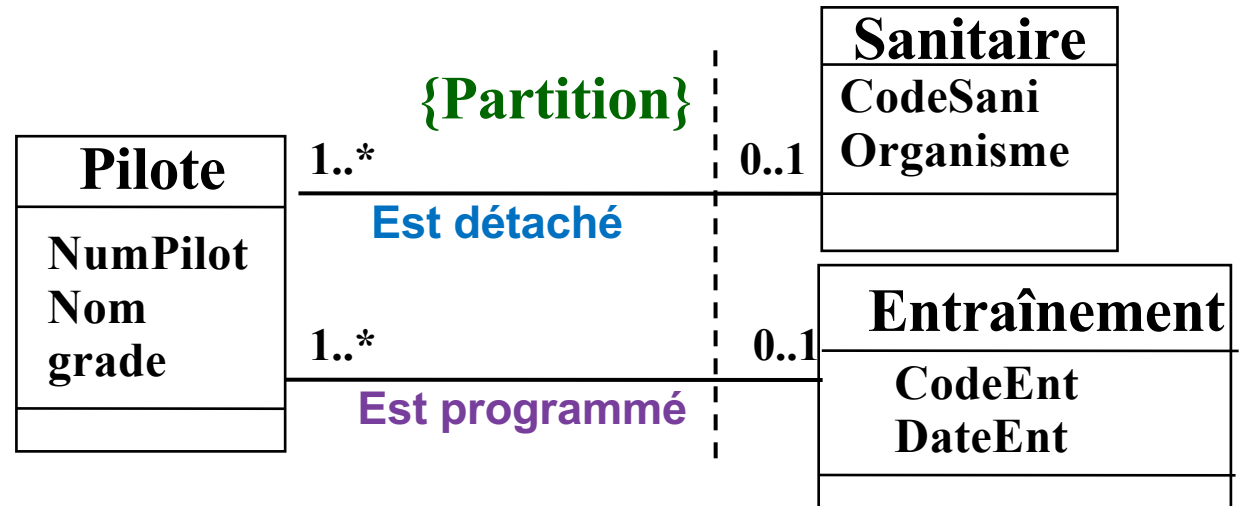 Pilote
NumPilot
Nom
grade
{Partition}
1..*
0..1
Est détaché
1..*
0..1
Est programmé
Sanitaire
CodeSani
Organisme
Entraînement
CodeEnt
DateEnt